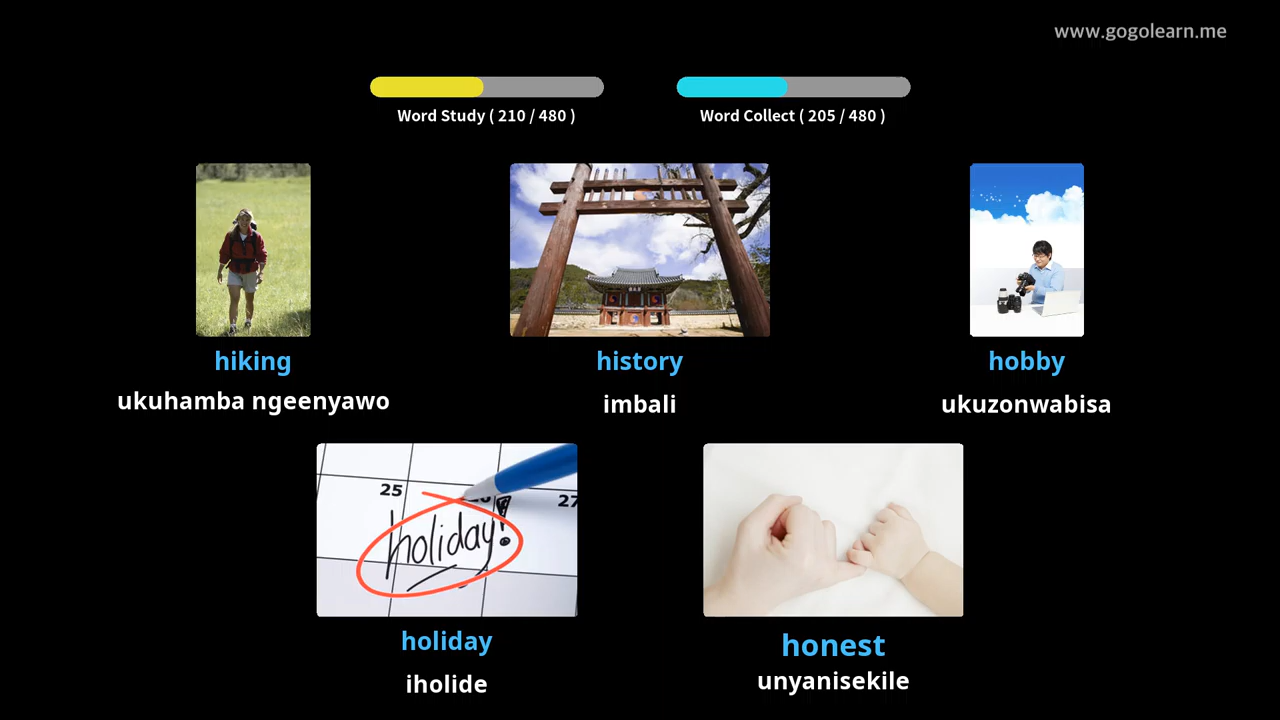 www.gogolearn.me
Word Study ( 210 / 480 )
Word Collect ( 205 / 480 )
hiking
ukuhamba ngeenyawo
history
imbali
hobby
ukuzonwabisa
25
27
holiday!
holiday
iholide
honest
unyanisekile